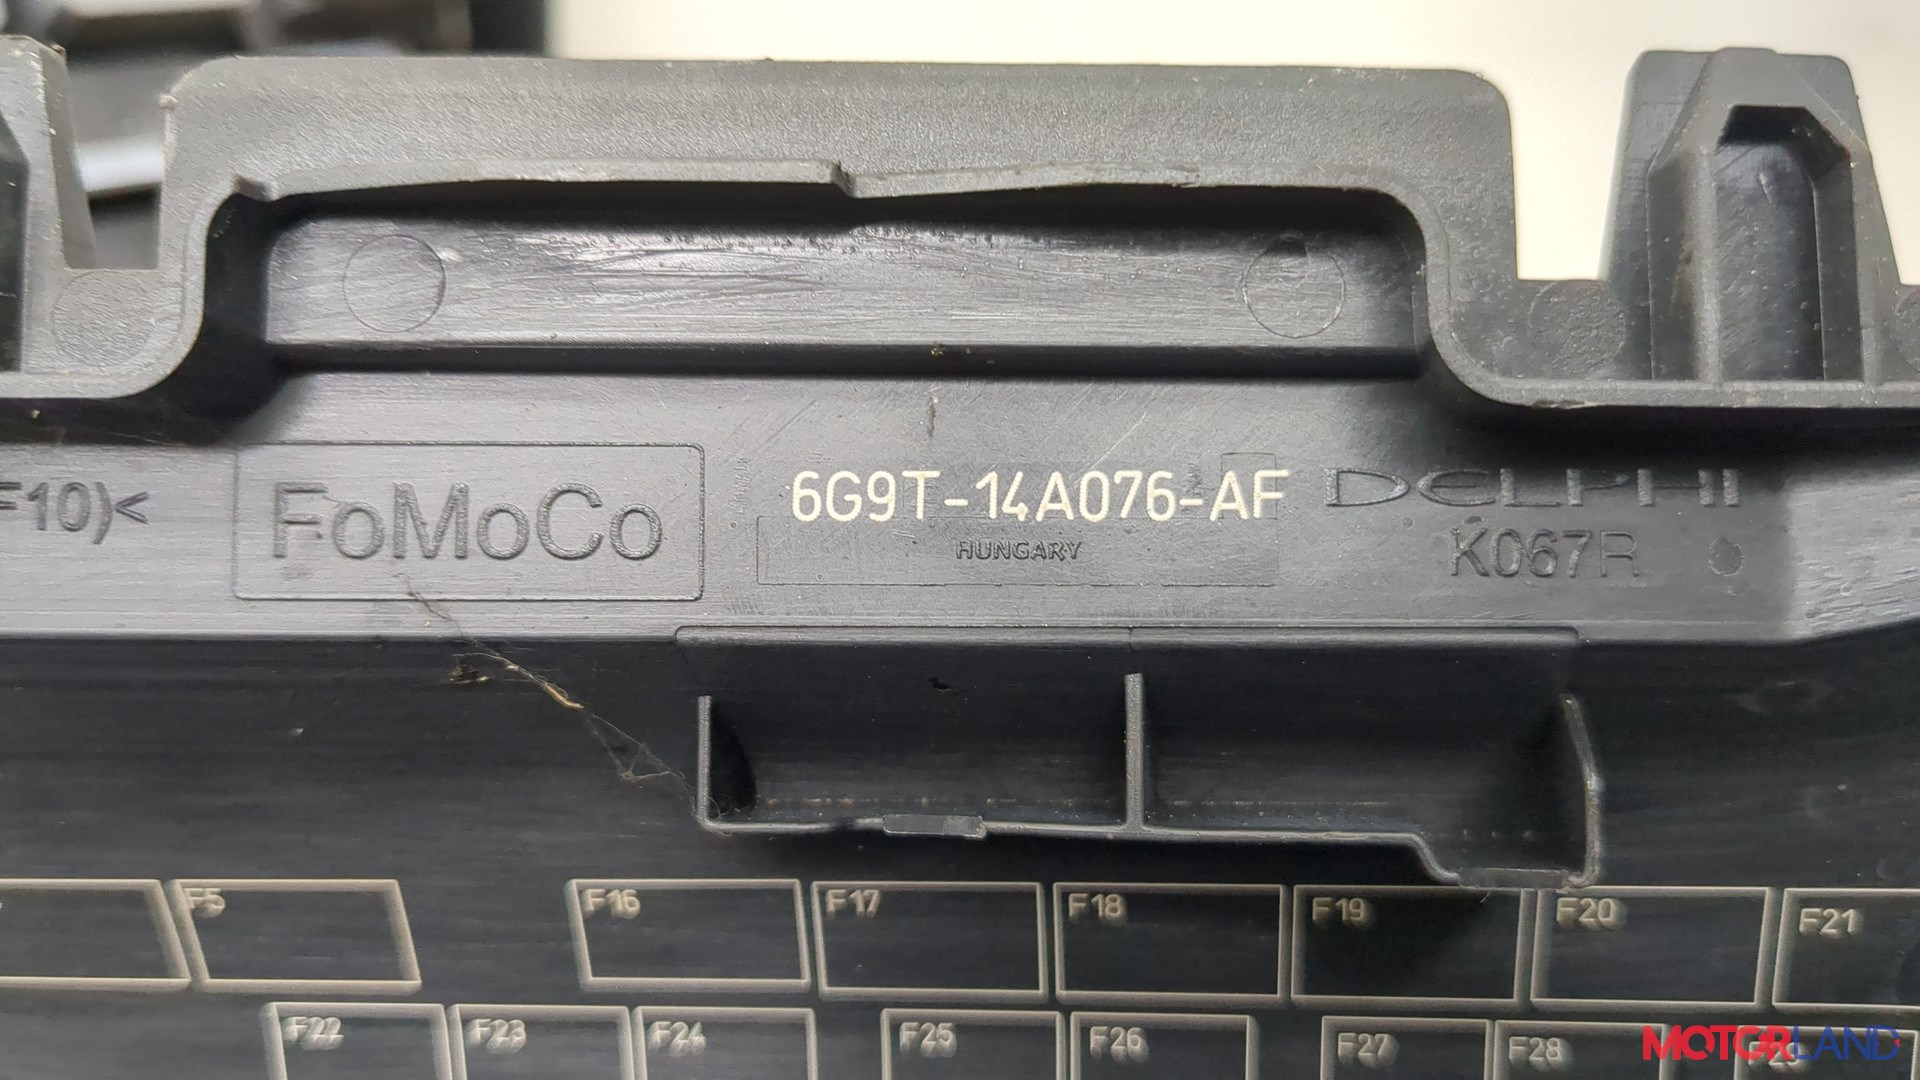 F10)<
FoMoCo
6G9T-14A076-AF
HUNGARY
DELPHI
K067R
F5
F16
F17
F18
F19
F20
F21
F22
F23
F24
F25
F26
F27
F28
F29
MOTORLAND